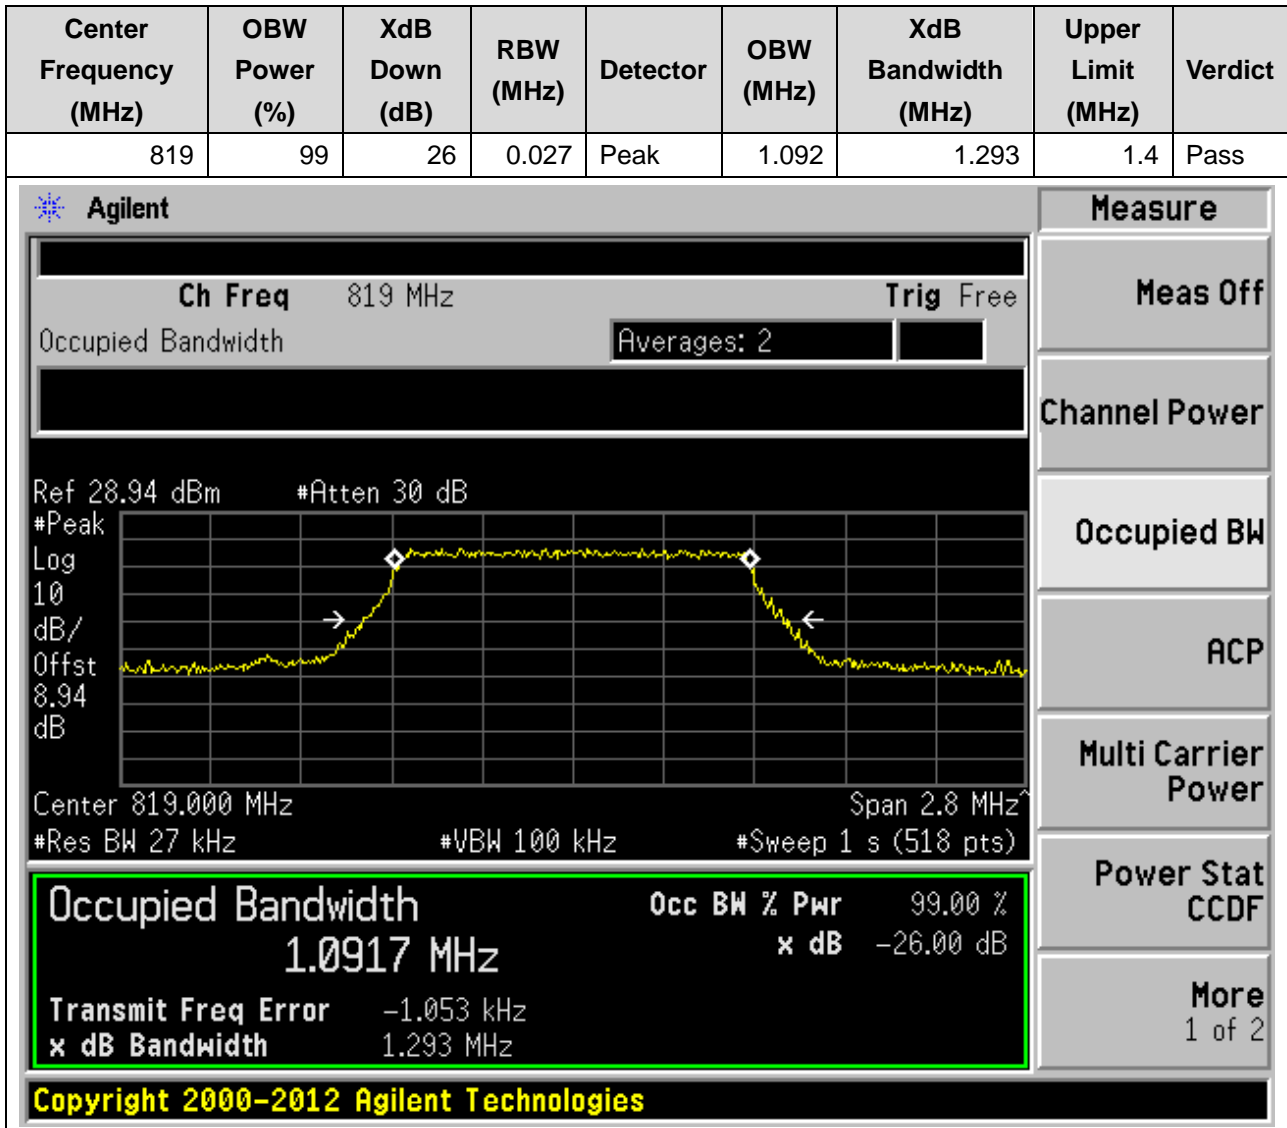 Center Frequency (MHz) OBW Power (%) XdB Down (dB) RBW (MHz) Detector OBW (MHz) XdB Bandwidth (MHz) Upper Limit (MHz) Verdict
819 99 26 0.027 Peak 1.092 1.293 1.4 Pass
Agilent
Measure
Ch Freq 819 MHz Trig Free
Meas Off
Occupied Bandwidth Averages: 2
Channel Power
Ref 28.94 dBm #Atten 30 dB
#Peak
Log
10
dB/
Offst
8.94
dB
Occupied BW
ACP
Multi Carrier
Power
Center 819.000 MHz Span 2.8 MHz^
#Res BW 27 kHz #VBW 100 kHz #Sweep 1 s (518 pts)
Power Stat
CCDF
Occupied Bandwidth Occ BW % Pwr 99.00 %
1.0917 MHz x dB -26.00 dB
More
1 of 2
Transmit Freq Error -1.053 kHz
x dB Bandwidth 1.293 MHz
Copyright 2000-2012 Agilent Technologies